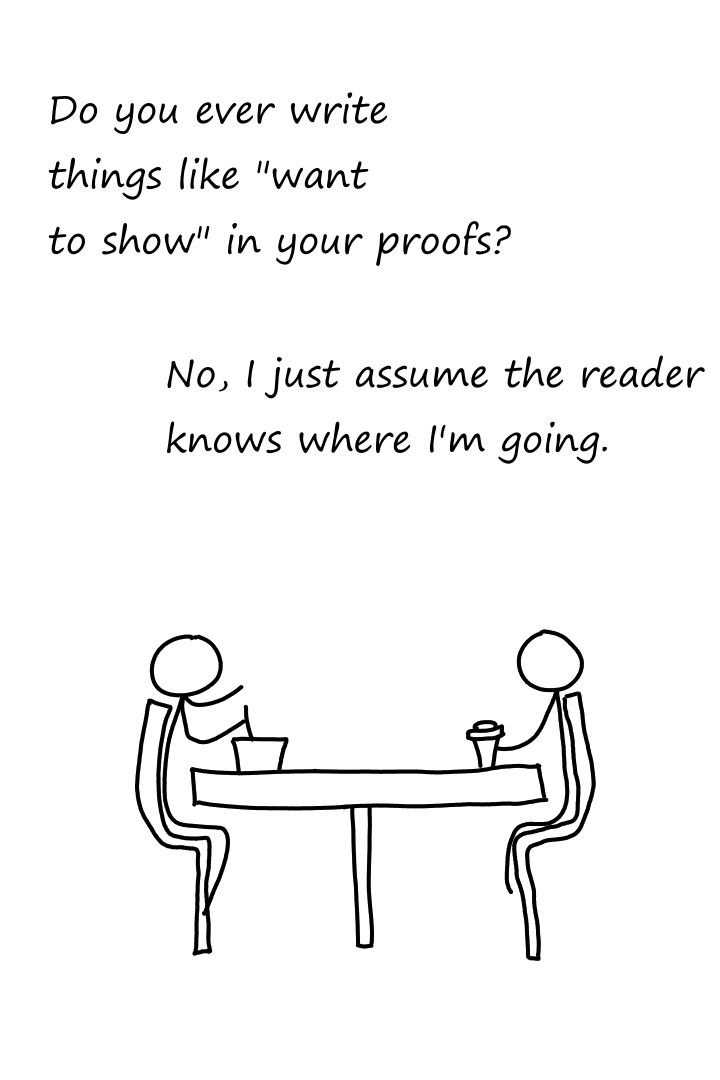 Do you ever write
things like "want
to show" in your proofs?
No, I just assume the reader
knows where I'm going.